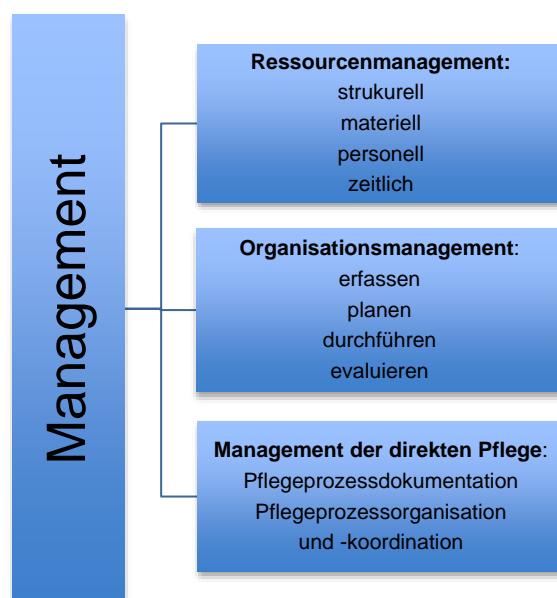 Management
Ressourcenmanagement:
strukurell
materiell
personell
zeitlich
Organisationsmanagement:
erfassen
planen
durchführen
evaluieren
Management der direkten Pflege:
Pflegeprozessdokumentation
Pflegeprozessorganisation
und -koordination